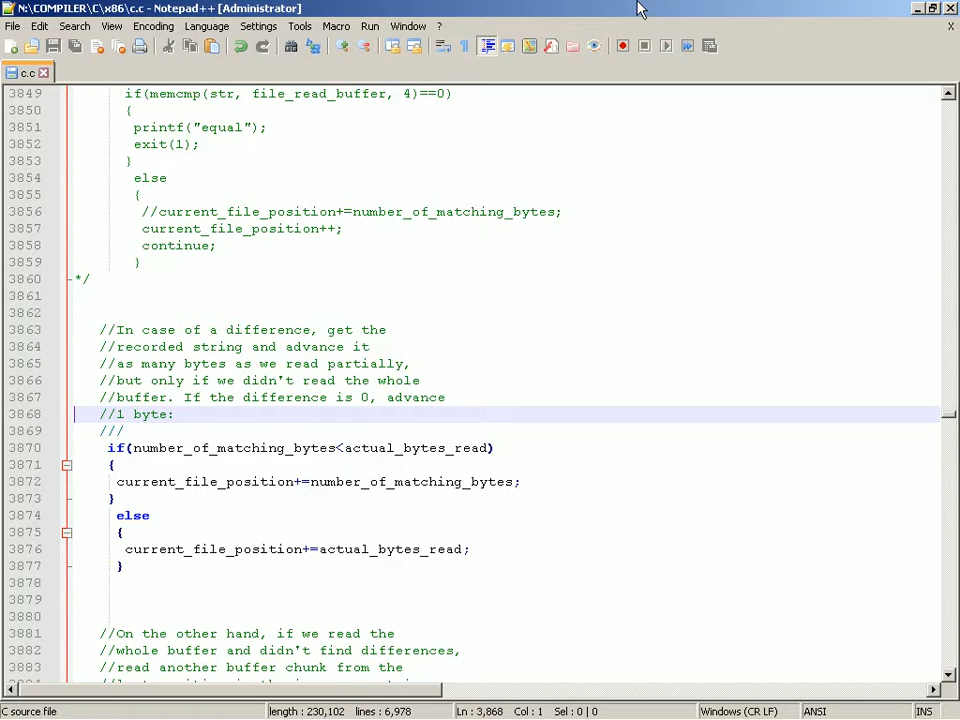 N:\COMPILER\C\x86\c.c - Notepad++ [Administrator]
File Edit Search View Encoding Language Settings Tools Macro Run Window ? X
c.c
3849 if(memcmp(str, file_read_buffer, 4)==0)
3850 {
3851 printf("equal");
3852 exit(1);
3853 }
3854 else
3855 {
3856 //current_file_position+=number_of_matching_bytes;
3857 current_file_position++;
3858 continue;
3859 }
3860 */
3861
3862
3863 //In case of a difference, get the
3864 //recorded string and advance it
3865 //as many bytes as we read partially,
3866 //but only if we didn't read the whole
3867 //buffer. If the difference is 0, advance
3868 //1 byte:
3869 ///
3870 if(number_of_matching_bytes<actual_bytes_read)
3871 {
3872 current_file_position+=number_of_matching_bytes;
3873 }
3874 else
3875 {
3876 current_file_position+=actual_bytes_read;
3877 }
3878
3879
3880
3881 //On the other hand, if we read the
3882 //whole buffer and didn't find differences,
3883 //read another buffer chunk from the
C source file length : 230,102 lines : 6,978 Ln : 3,868 Col : 1 Sel : 0 | 0 Windows (CR LF) ANSI INS